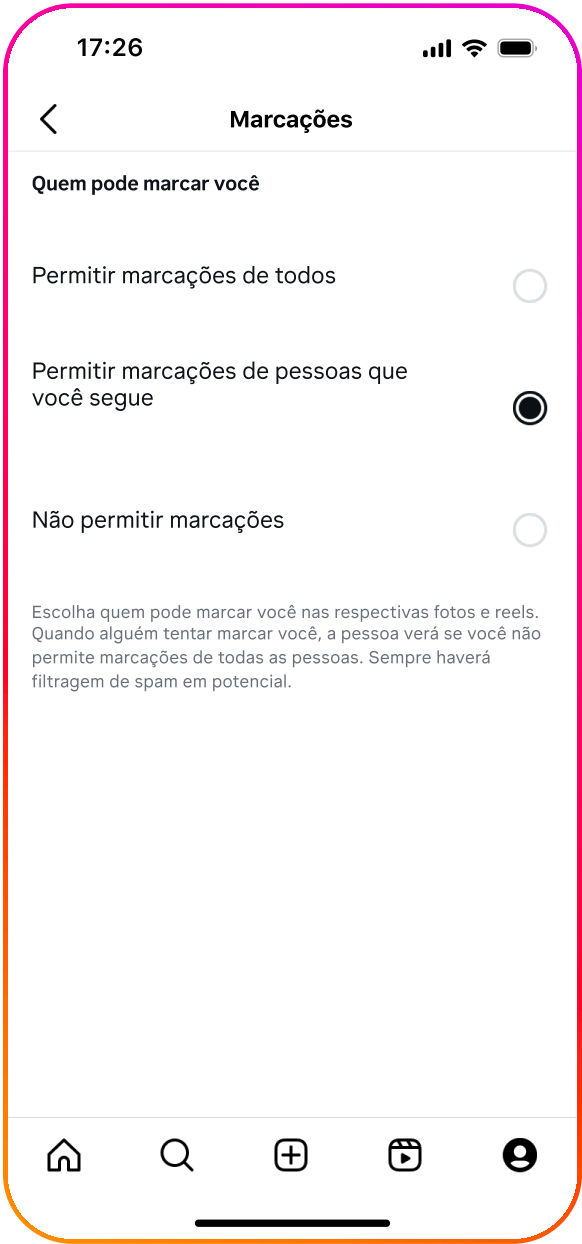 17:26
Marcações
Quem pode marcar você
Permitir marcações de todos
Permitir marcações de pessoas que
você segue
Não permitir marcações
Escolha quem pode marcar você nas respectivas fotos e reels.
Quando alguém tentar marcar você, a pessoa verá se você não
permite marcações de todas as pessoas. Sempre haverá
filtragem de spam em potencial.